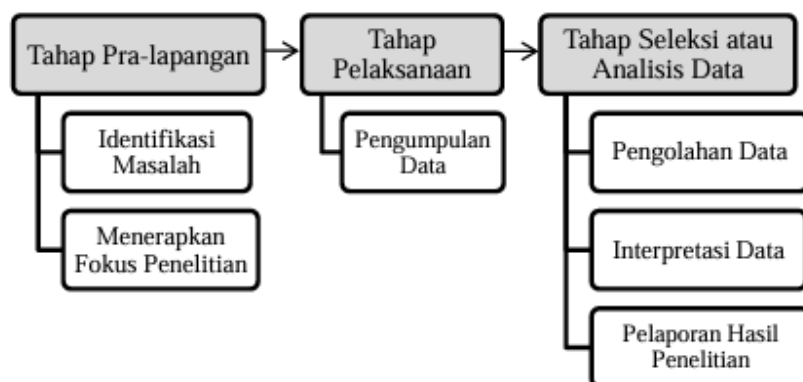 Tahap Pra-lapangan
Identifikasi
Masalah
Menerapkan
Fokus Penelitian
Tahap
Pelaksanaan
Pengumpulan
Data
Tahap Seleksi atau
Analisis Data
Pengolahan Data
Interpretasi Data
Pelaporan Hasil
Penelitian